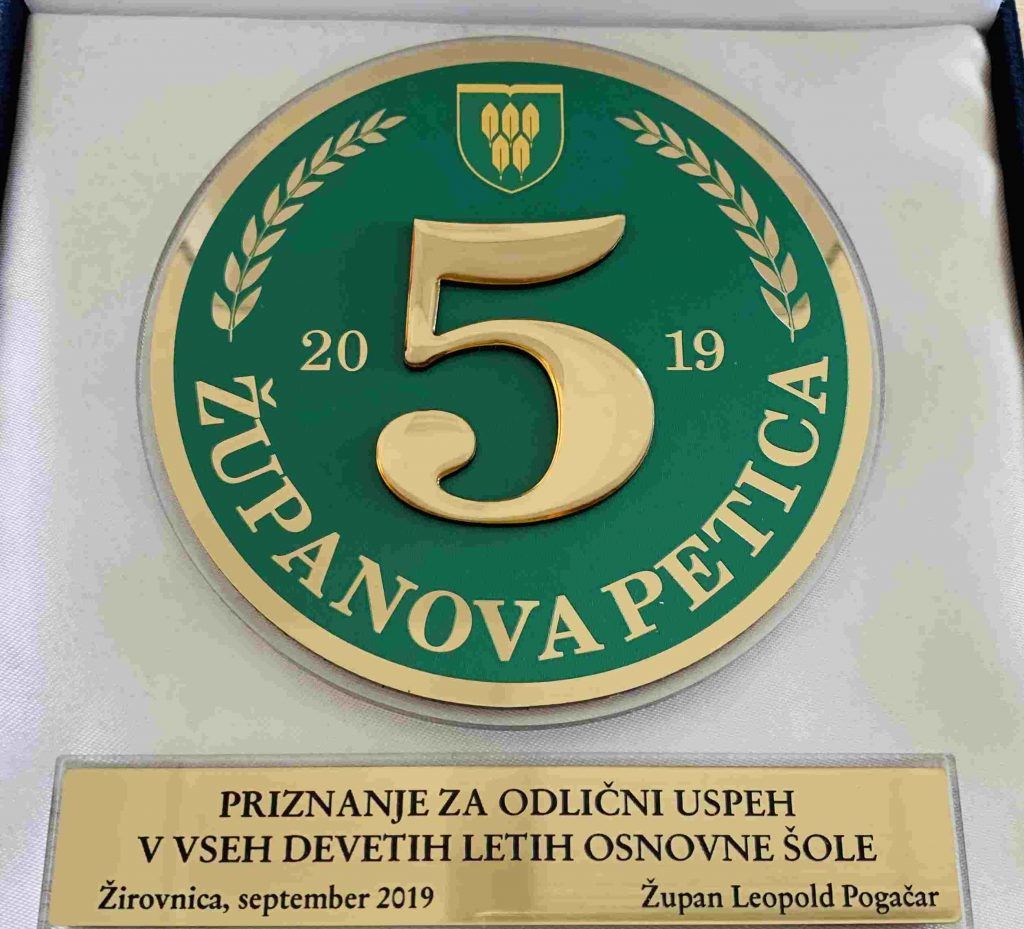 5
20 19
ŽUPANOVA PETICA
PRIZNANJE ZA ODLIČNI USPEH
V VSEH DEVETIH LETIH OSNOVNE ŠOLE
Žirovnica, september 2019 Župan Leopold Pogačar